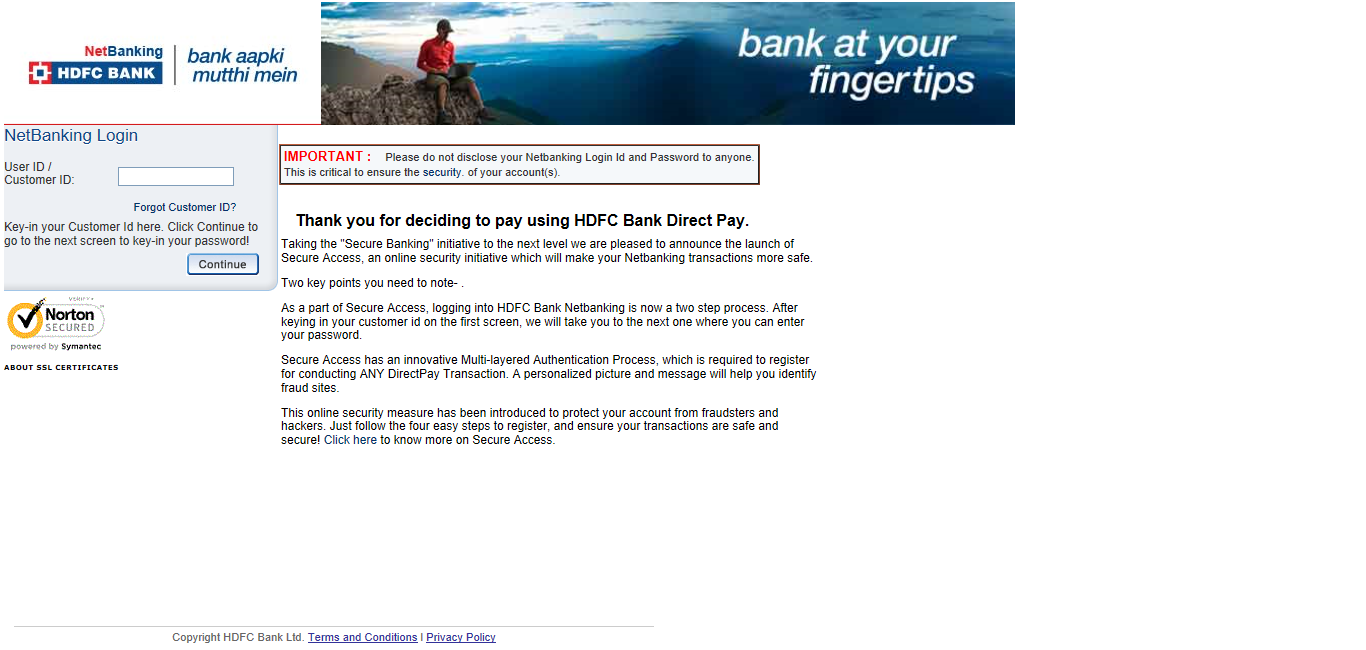 NetBanking
HDFC BANK
bank aapki
mutthi mein
bank at your
fingertips
NetBanking Login
User ID /
Customer ID:
Forgot Customer ID?
Key-in your Customer Id here. Click Continue to
go to the next screen to key-in your password!
Continue
VERIFY▸
Norton
SECURED
powered by Symantec
ABOUT SSL CERTIFICATES
IMPORTANT : Please do not disclose your Netbanking Login Id and Password to anyone.
This is critical to ensure the security. of your account(s).
Thank you for deciding to pay using HDFC Bank Direct Pay.
Taking the "Secure Banking" initiative to the next level we are pleased to announce the launch of
Secure Access, an online security initiative which will make your Netbanking transactions more safe.
Two key points you need to note- .
As a part of Secure Access, logging into HDFC Bank Netbanking is now a two step process. After
keying in your customer id on the first screen, we will take you to the next one where you can enter
your password.
Secure Access has an innovative Multi-layered Authentication Process, which is required to register
for conducting ANY DirectPay Transaction. A personalized picture and message will help you identify
fraud sites.
This online security measure has been introduced to protect your account from fraudsters and
hackers. Just follow the four easy steps to register, and ensure your transactions are safe and
secure! Click here to know more on Secure Access.
Copyright HDFC Bank Ltd. Terms and Conditions | Privacy Policy